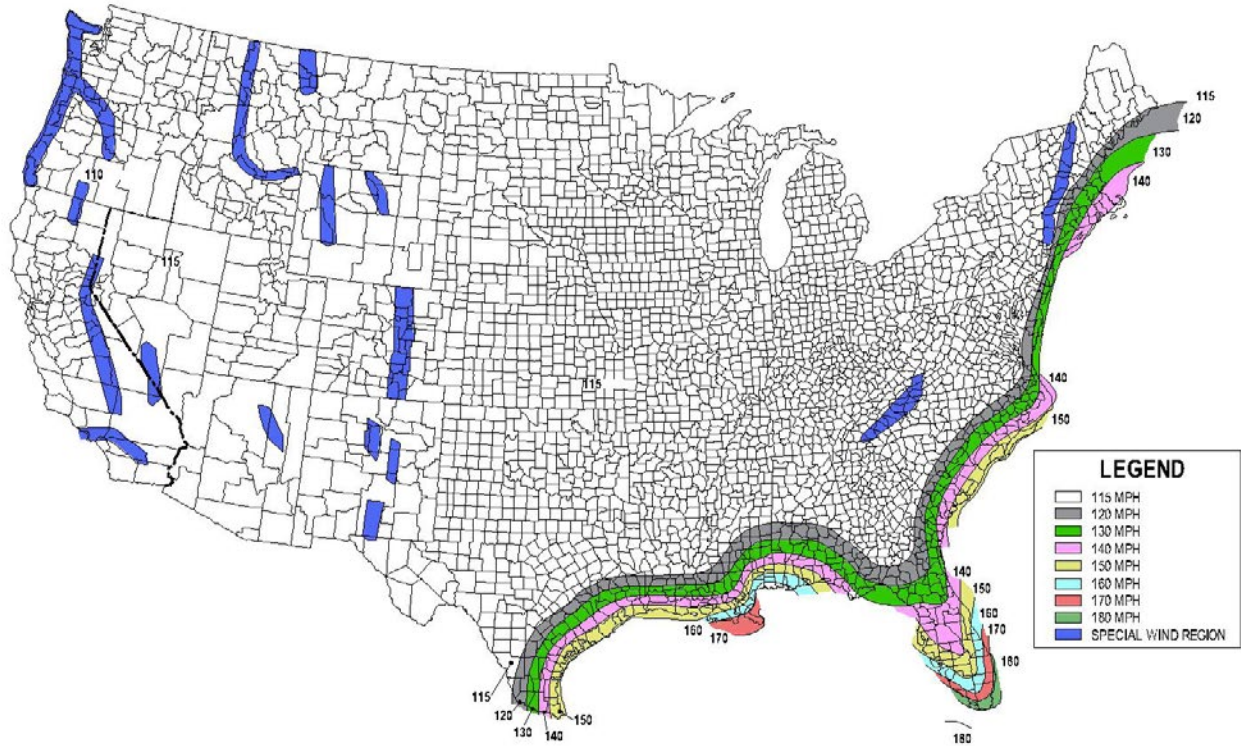 115
120
130
140
110
115
115
140
150
LEGEND
115 MPH
120 MPH
130 MPH
140 MPH
150 MPH
160 MPH
170 MPH
180 MPH
SPECIAL WIND REGION
140
150
160
170
180
160
170
115
120
130
140
150
180